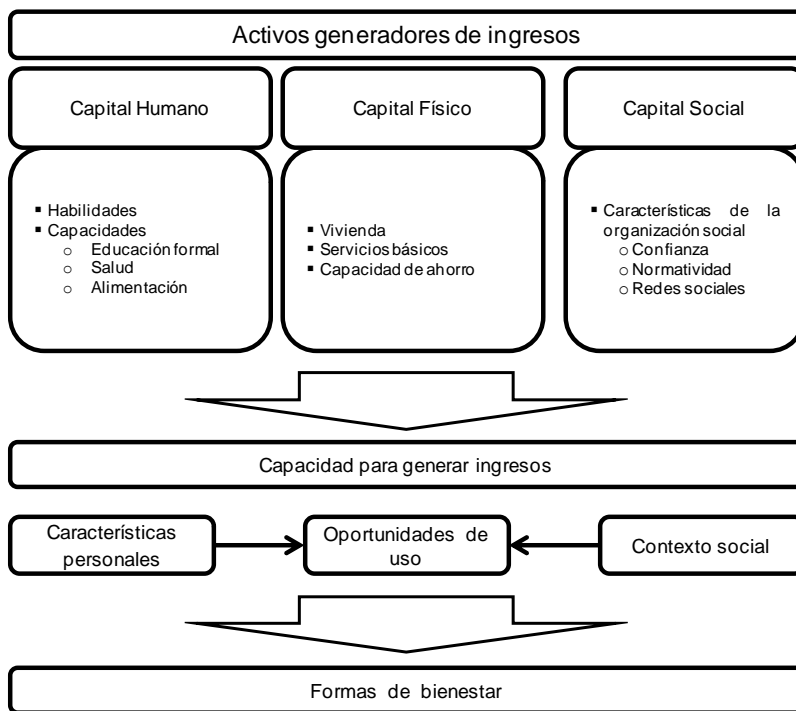 Activos generadores de ingresos
Capital Humano
Capital Físico
Capital Social
▪ Habilidades
▪ Capacidades
o Educación formal
o Salud
o Alimentación
▪ Vivienda
▪ Servicios básicos
▪ Capacidad de ahorro
▪ Características de la
organización social
o Confianza
o Normatividad
o Redes sociales
Capacidad para generar ingresos
Características
personales
Oportunidades de
uso
Contexto social
Formas de bienestar